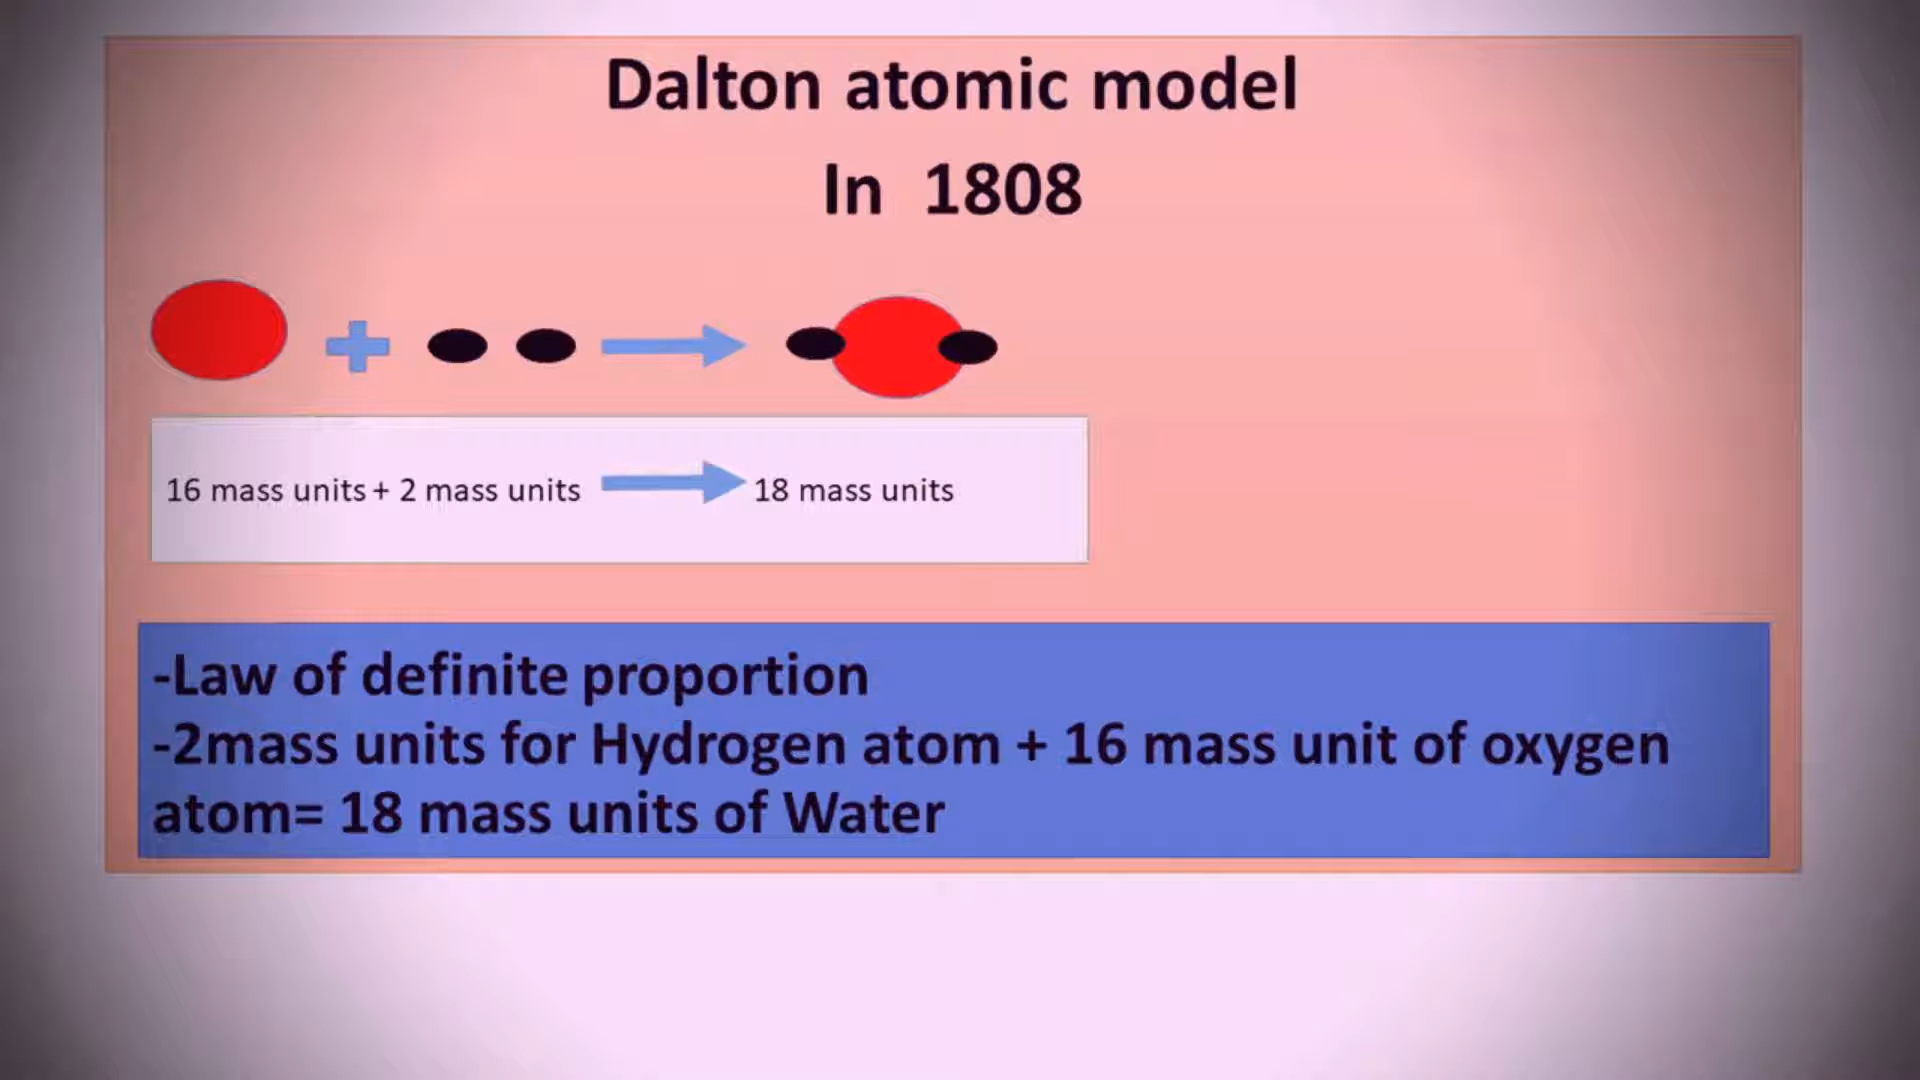 Dalton atomic model
In 1808
16 mass units + 2 mass units 18 mass units
-Law of definite proportion
-2mass units for Hydrogen atom + 16 mass unit of oxygen
atom= 18 mass units of Water